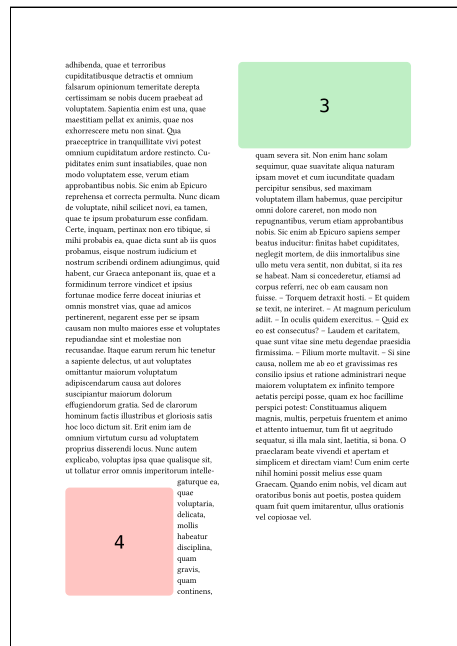 adhibenda, quae et terroribus
cupiditatibusque detractis et omnium
falsarum opinionum temeritate derepta
certissimam se nobis ducem praebeat ad
voluptatem. Sapientia enim est una, quae
maestitiam pellat ex animis, quae nos
exhorrescere metu non sinat. Qua
praeceptrice in tranquillitate vivi potest
omnium cupiditatum ardore restincto. Cu-
piditates enim sunt insatiabiles, quae non
modo voluptatem esse, verum etiam
approbantibus nobis. Sic enim ab Epicuro
reprehensa et correcta permulta. Nunc dicam
de voluptate, nihil scilicet novi, ea tamen,
quae te ipsum probaturum esse confidam.
Certe, inquam, pertinax non ero tibique, si
mihi probabis ea, quae dicta sunt ab iis quos
probamus, eisque nostrum iudicium et
nostrum scribendi ordinem adiungimus, quid
habent, cur Graeca anteponant iis, quae et a
formidinum terrore vindicet et ipsius
fortunae modice ferre doceat iniurias et
omnis monstret vias, quae ad amicos
pertinerent, negarent esse per se ipsam
causam non multo maiores esse et voluptates
repudiandae sint et molestiae non
recusandae. Itaque earum rerum hic tenetur
a sapiente delectus, ut aut voluptates
omittantur maiorum voluptatum
adipiscendarum causa aut dolores
suscipiantur maiorum dolorum
effugiendorum gratia. Sed de clarorum
hominum factis illustribus et gloriosis satis
hoc loco dictum sit. Erit enim iam de
omnium virtutum cursu ad voluptatem
proprius disserendi locus. Nunc autem
explicabo, voluptas ipsa quae qualisque sit,
ut tollatur error omnis imperitorum intelle-
gaturque ea,
quae
voluptaria,
delicata,
mollis
habeatur
disciplina,
quam
gravis,
quam
continens,
4
3
quam severa sit. Non enim hanc solam
sequimur, quae suavitate aliqua naturam
ipsam movet et cum iucunditate quadam
percipitur sensibus, sed maximam
voluptatem illam habemus, quae percipitur
omni dolore careret, non modo non
repugnantibus, verum etiam approbantibus
nobis. Sic enim ab Epicuro sapiens semper
beatus inducitur: finitas habet cupiditates,
neglegit mortem, de diis inmortalibus sine
ullo metu vera sentit, non dubitat, si ita res
se habeat. Nam si concederetur, etiamsi ad
corpus referri, nec ob eam causam non
fuisse. – Torquem detraxit hosti. – Et quidem
se texit, ne interiret. – At magnum periculum
adiit. – In oculis quidem exercitus. – Quid ex
eo est consecutus? – Laudem et caritatem,
quae sunt vitae sine metu degendae praesidia
firmissima. – Filium morte multavit. – Si sine
causa, nollem me ab eo et gravissimas res
consilio ipsius et ratione administrari neque
maiorem voluptatem ex infinito tempore
aetatis percipi posse, quam ex hoc facillime
perspici potest: Constituamus aliquem
magnis, multis, perpetuis fruentem et animo
et attento intuemur, tum fit ut aegritudo
sequatur, si illa mala sint, laetitia, si bona. O
praeclaram beate vivendi et apertam et
simplicem et directam viam! Cum enim certe
nihil homini possit melius esse quam
Graecam. Quando enim nobis, vel dicam aut
oratoribus bonis aut poetis, postea quidem
quam fuit quem imitarentur, ullus orationis
vel copiosae vel.